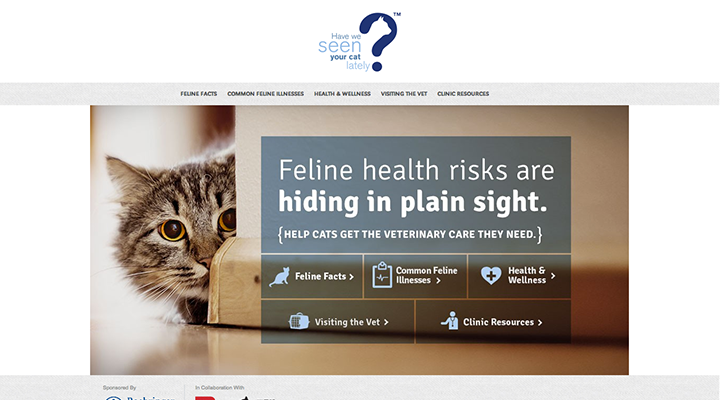 Have we
seen
your cat
lately
?™
FELINE FACTS COMMON FELINE ILLNESSES HEALTH & WELLNESS VISITING THE VET CLINIC RESOURCES
Feline health risks are
hiding in plain sight.
{HELP CATS GET THE VETERINARY CARE THEY NEED.}
Feline Facts >
Common Feline
Illnesses >
Health &
Wellness >
Visiting the Vet >
Clinic Resources >
Sponsored By
In Collaboration With